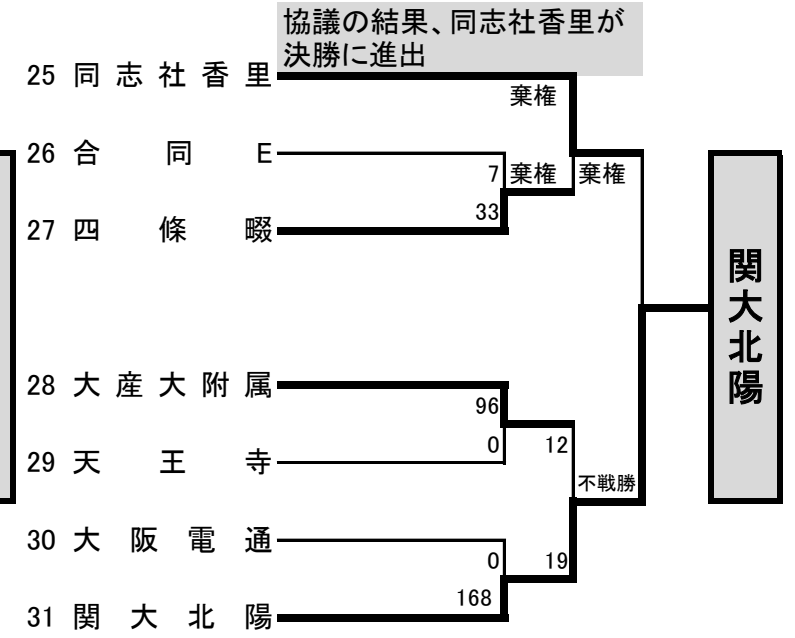 協議の結果、同志社香里が
決勝に進出
25 同志社香里
棄権
26 合同E
7 棄権 棄権
33
27 四條畷
関大北陽
28 大産大附属
96
0 12
29 天王寺
不戦勝
30 大阪電通
0 19
168
31 関大北陽